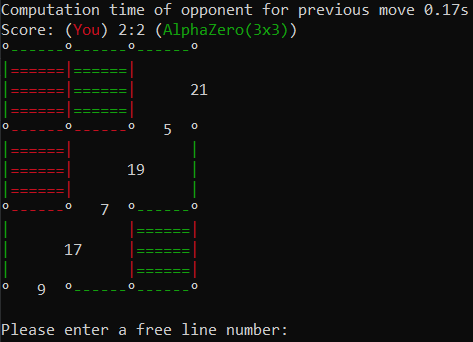 Computation time of opponent for previous move 0.17s
Score: (You) 2:2 (AlphaZero(3x3))
o------o------o------o
|======|======|
|======|======|      21
|======|======|
o------o------o   5  o
|======|             |
|======|      19     |
|======|             |
o------o   7  o------o
|             |======|
|      17     |======|
|             |======|
o   9  o------o------o
Please enter a free line number: